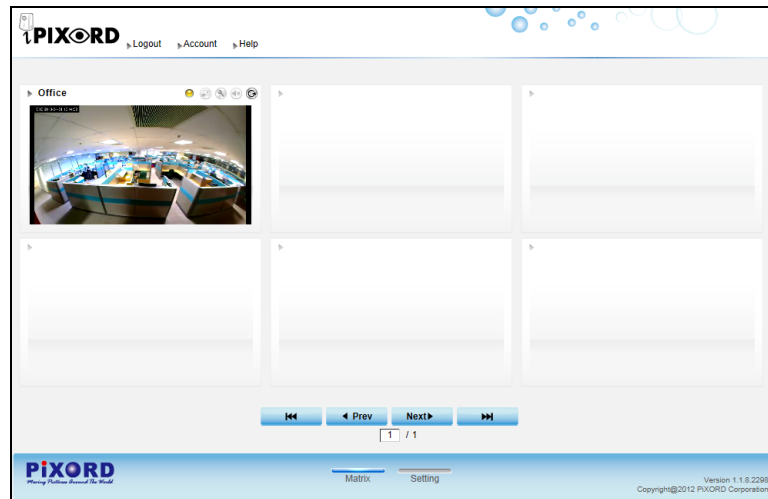 iPIXORD
Logout Account Help
Office
Prev Next
1 / 1
PiXORD
Moving Pictures Around The World
Matrix Setting
Version 1.1.8.2298
Copyright@2012 PiXORD Corporation